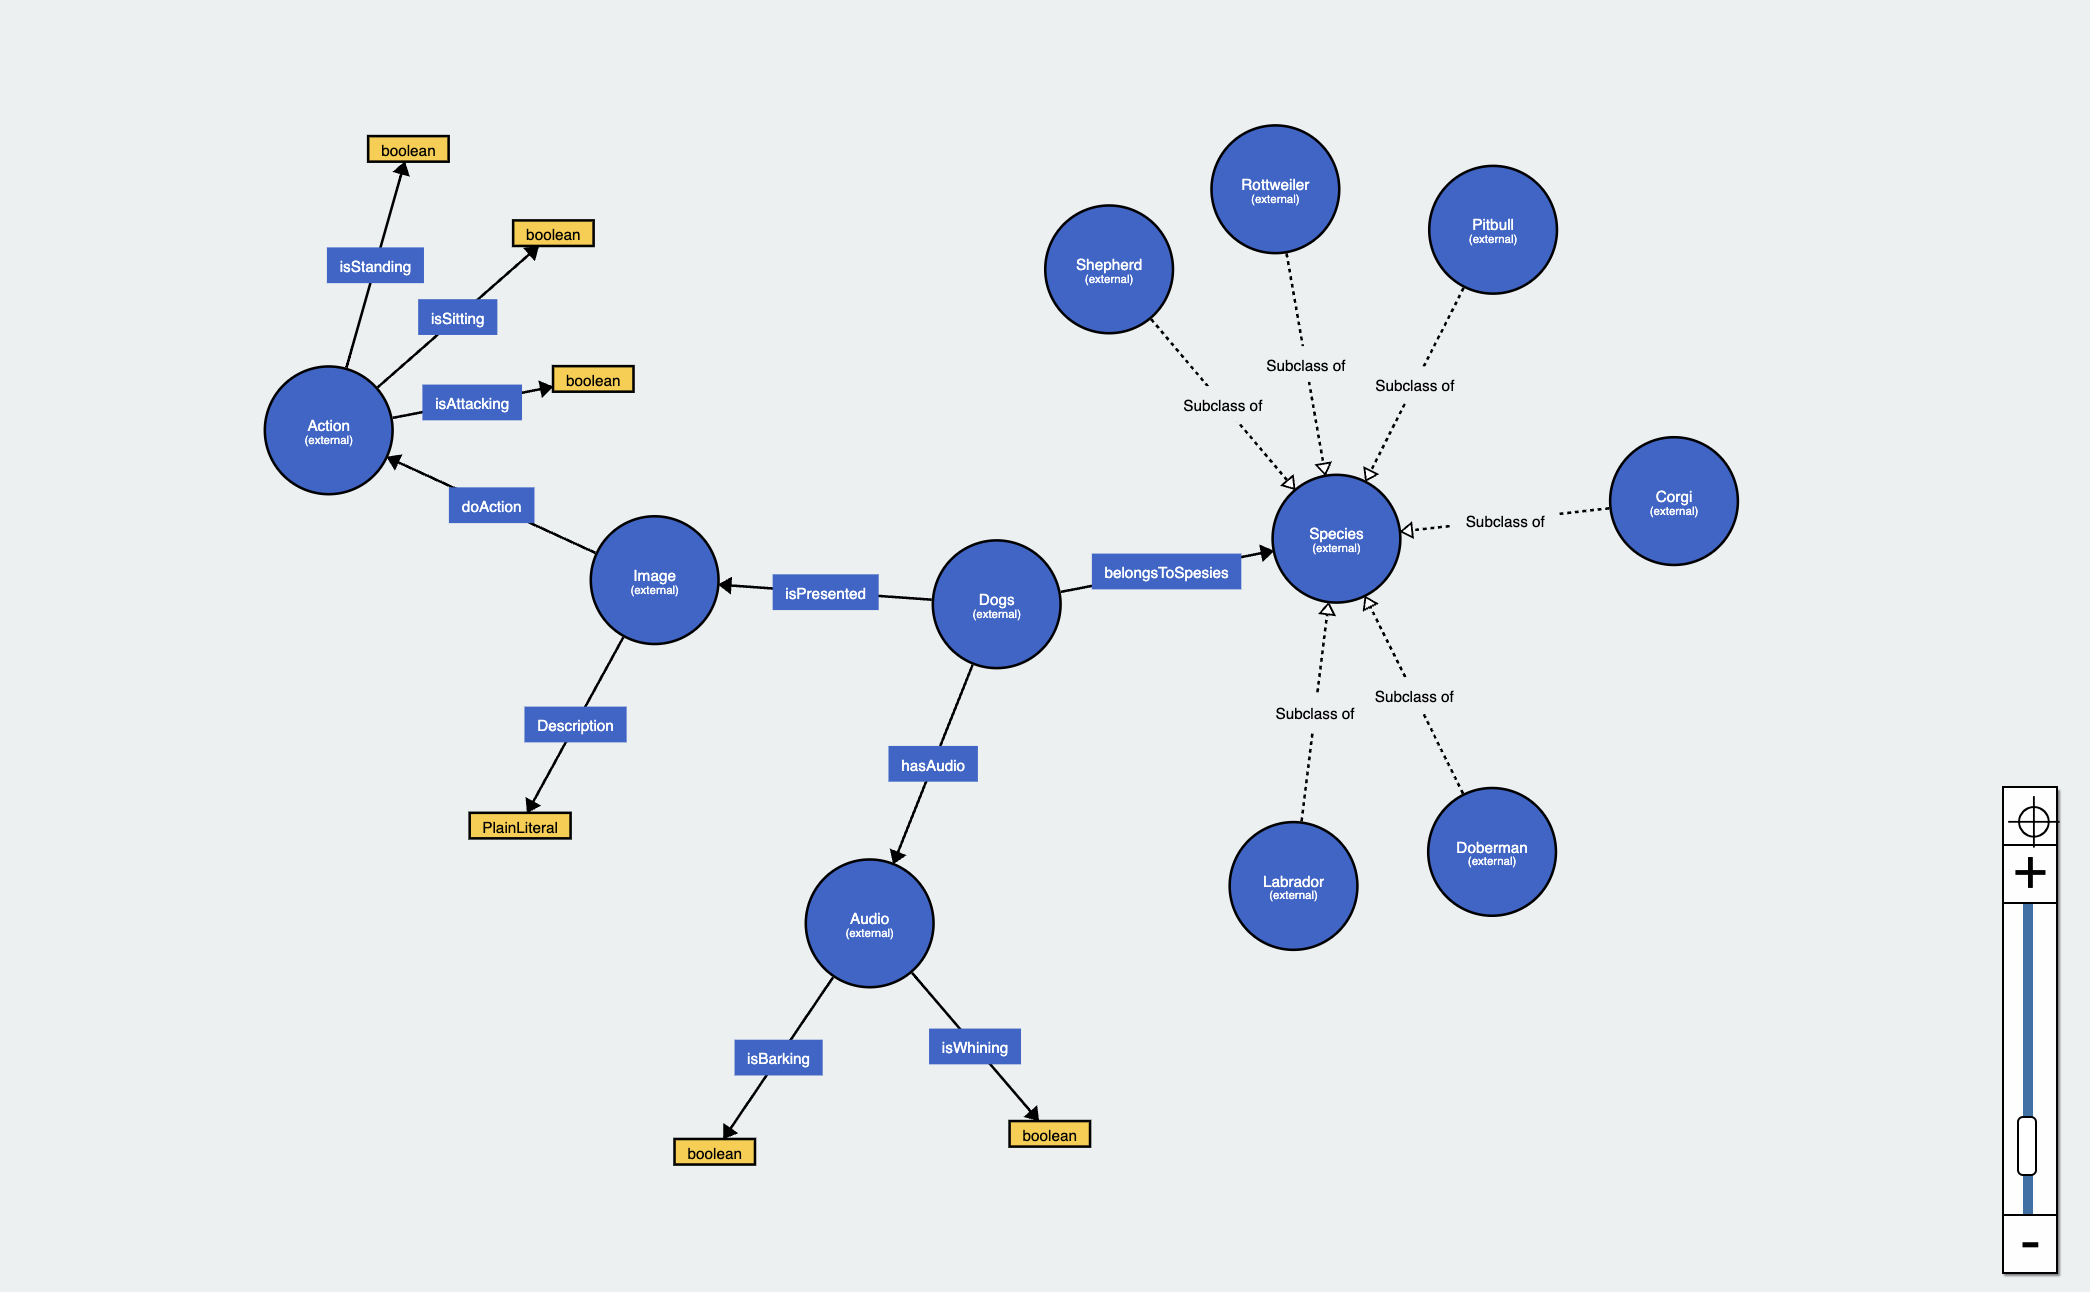 boolean
boolean
isStanding
isSitting
boolean
isAttacking
Action
(external)
doAction
Image
(external)
isPresented
Dogs
(external)
belongsToSpesies
Description
PlainLiteral
hasAudio
Audio
(external)
isBarking
isWhining
boolean
boolean
Rottweiler
(external)
Pitbull
(external)
Shepherd
(external)
Subclass of
Subclass of
Subclass of
Corgi
(external)
Subclass of
Species
(external)
Subclass of
Subclass of
Doberman
(external)
Labrador
(external)
+
-